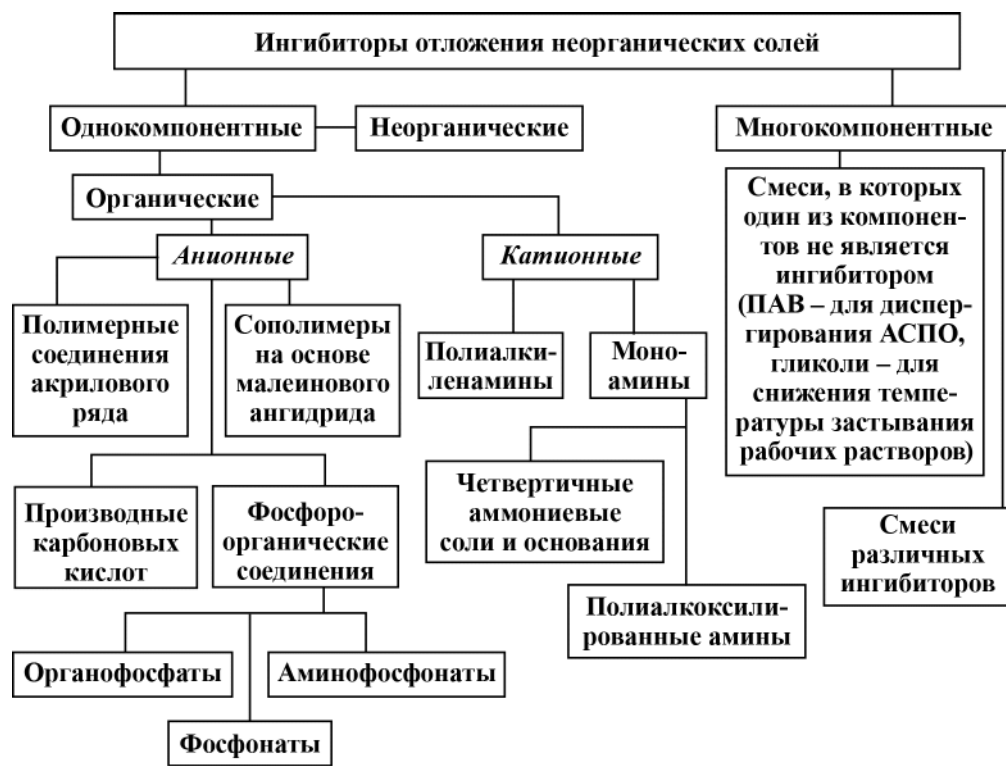 Ингибиторы отложения неорганических солей
Однокомпонентные
Неорганические
Многокомпонентные
Органические
Смеси, в которых
один из компонен-
тов не является
ингибитором
(ПАВ – для диспер-
гирования АСПО,
гликоли – для
снижения темпе-
ратуры застывания
рабочих растворов)
Анионные
Катионные
Полимерные
соединения
акрилового
ряда
Сополимеры
на основе
малеинового
ангидрида
Полиалки-
ленамины
Моно-
амины
Производные
карбоновых
кислот
Фосфоро-
органические
соединения
Четвертичные
аммониевые
соли и основания
Смеси
различных
ингибиторов
Полиалкоксили-
рованные амины
Органофосфаты
Аминофосфонаты
Фосфонаты